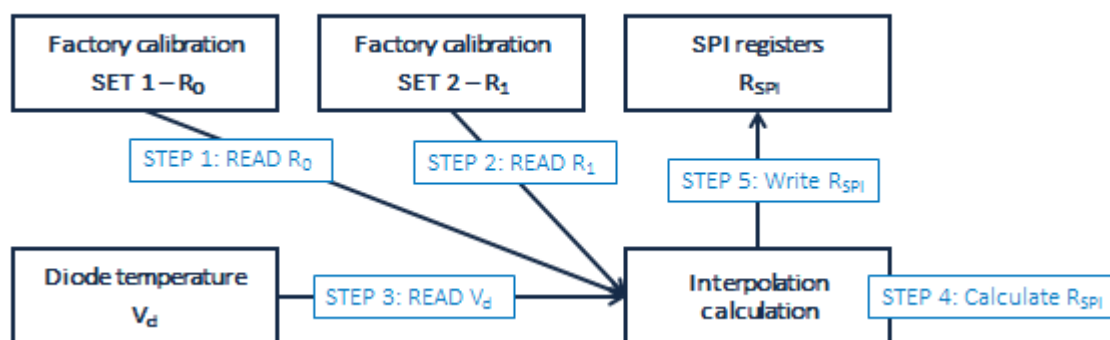 Factory calibration
SET 1 – R0
Factory calibration
SET 2 – R1
SPI registers
RSPI
STEP 1: READ R0
STEP 2: READ R1
STEP 5: Write RSPI
Diode temperature
Vd
STEP 3: READ Vd
Interpolation
calculation
STEP 4: Calculate RSPI